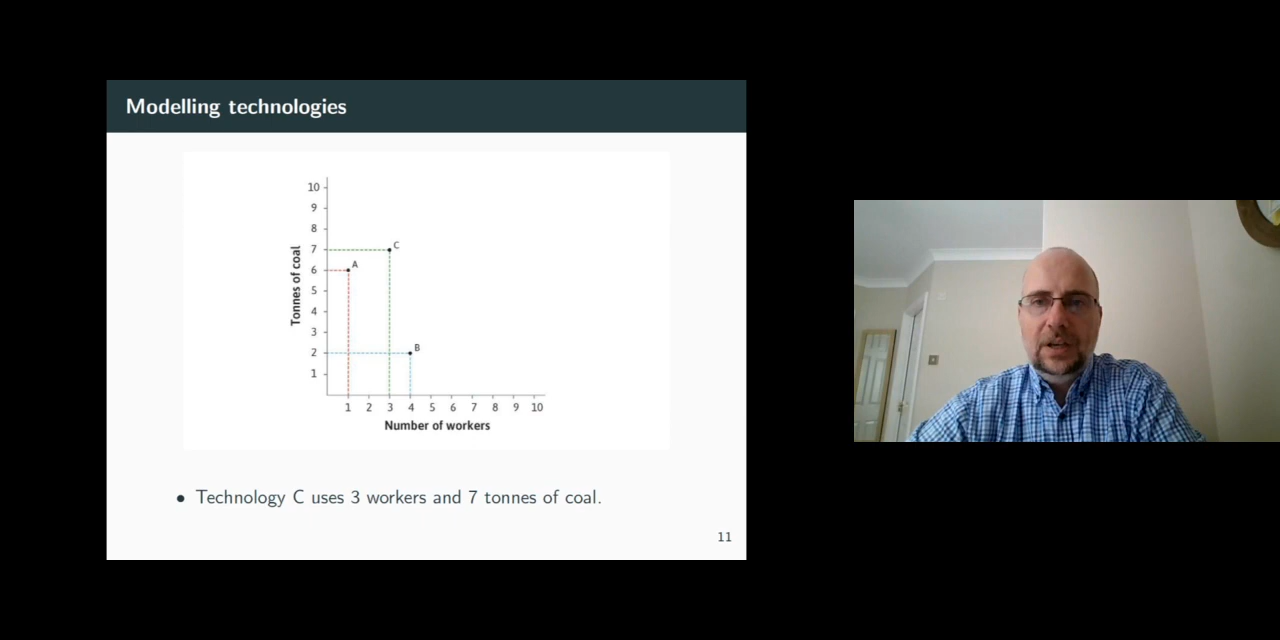 Modelling technologies
10
9
8
7
6
5
4
3
2
1
Tonnes of coal
C
A
B
1 2 3 4 5 6 7 8 9 10
Number of workers
• Technology C uses 3 workers and 7 tonnes of coal.
11